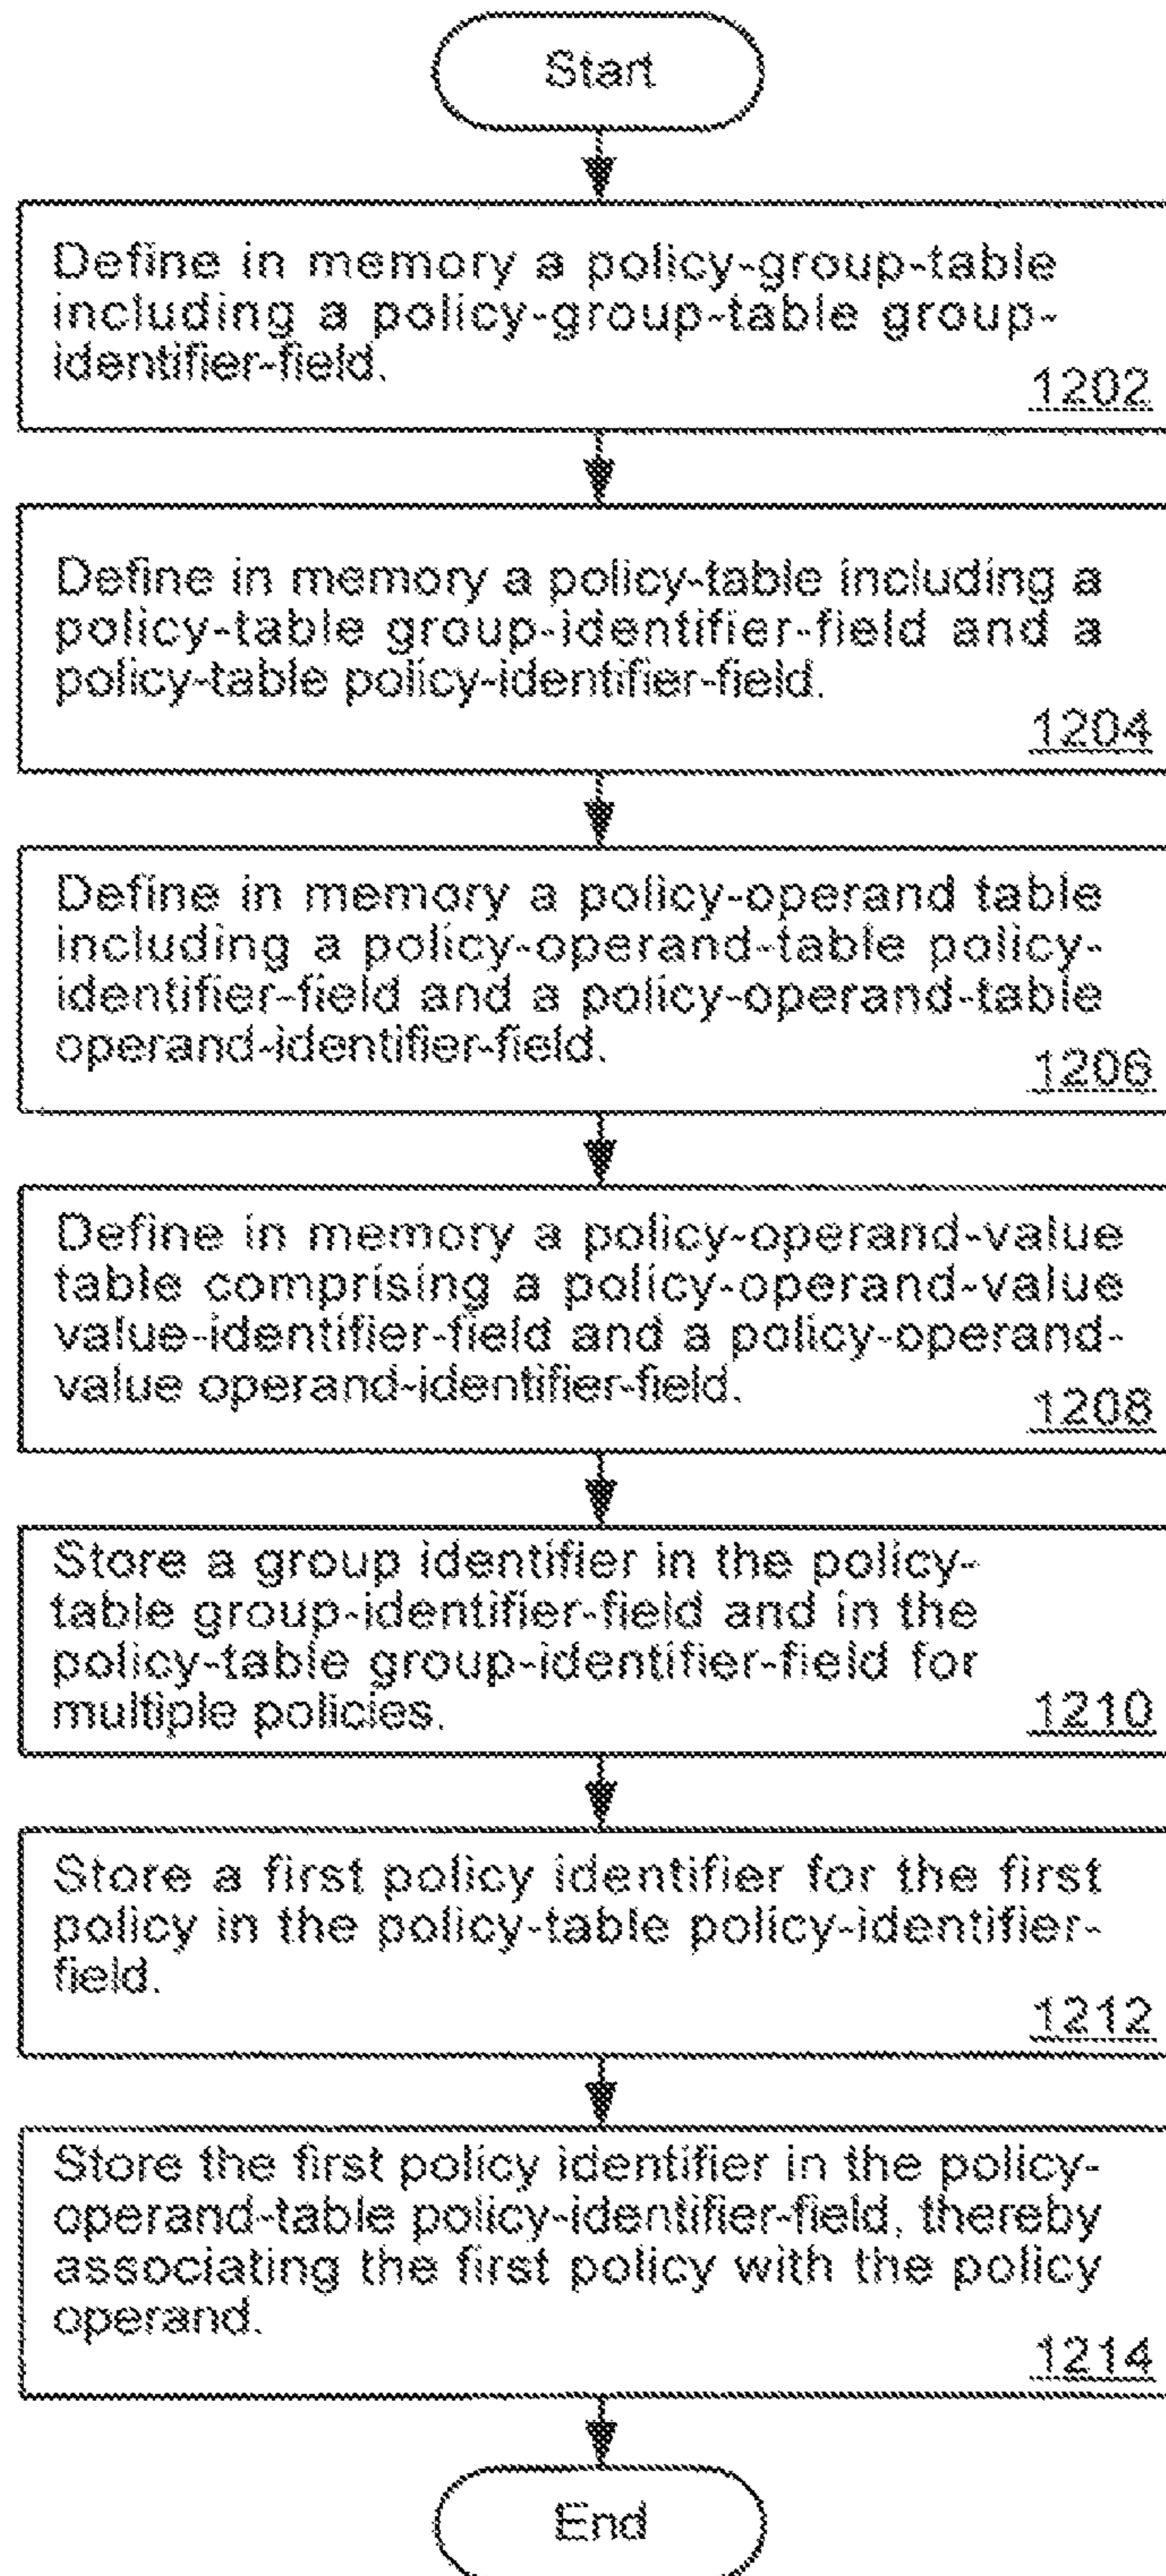 Start
Define in memory a policy-group-table
including a policy-group-table group-
identifier-field.
1202
Define in memory a policy-table including a
policy-table group-identifier-field and a
policy-table policy-identifier-field.
1204
Define in memory a policy-operand table
including a policy-operand-table policy-
identifier-field and a policy-operand-table
operand-identifier-field.
1206
Define in memory a policy-operand-value
table comprising a policy-operand-value
value-identifier-field and a policy-operand-
value operand-identifier-field.
1208
Store a group identifier in the policy-
table group-identifier-field and in the
policy-table group-identifier-field for
multiple policies.
1210
Store a first policy identifier for the first
policy in the policy-table policy-identifier-
field.
1212
Store the first policy identifier in the policy-
operand-table policy-identifier-field, thereby
associating the first policy with the policy
operand.
1214
End